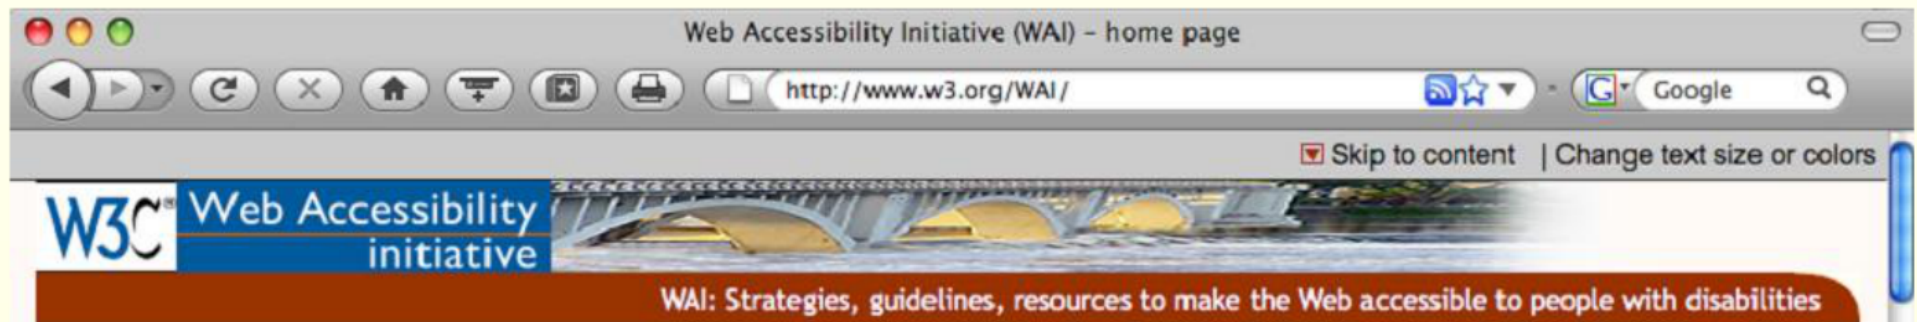 Web Accessibility Initiative (WAI) – home page
http://www.w3.org/WAI/
G Google
Skip to content | Change text size or colors
W3C® Web Accessibility
initiative
WAI: Strategies, guidelines, resources to make the Web accessible to people with disabilities